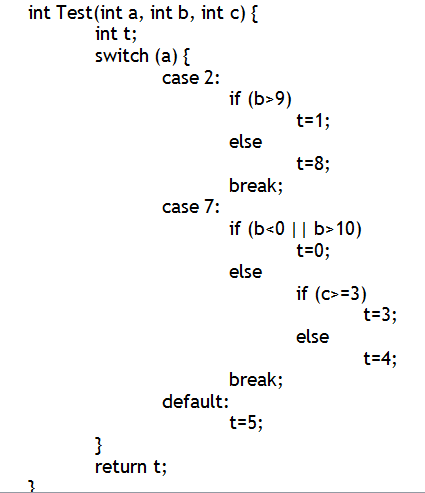 int Test(int a, int b, int c) {
int t;
switch (a) {
case 2:
if (b>9)
t=1;
else
t=8;
break;
case 7:
if (b<0 || b>10)
t=0;
else
if (c>=3)
t=3;
else
t=4;
break;
default:
t=5;
}
return t;
}